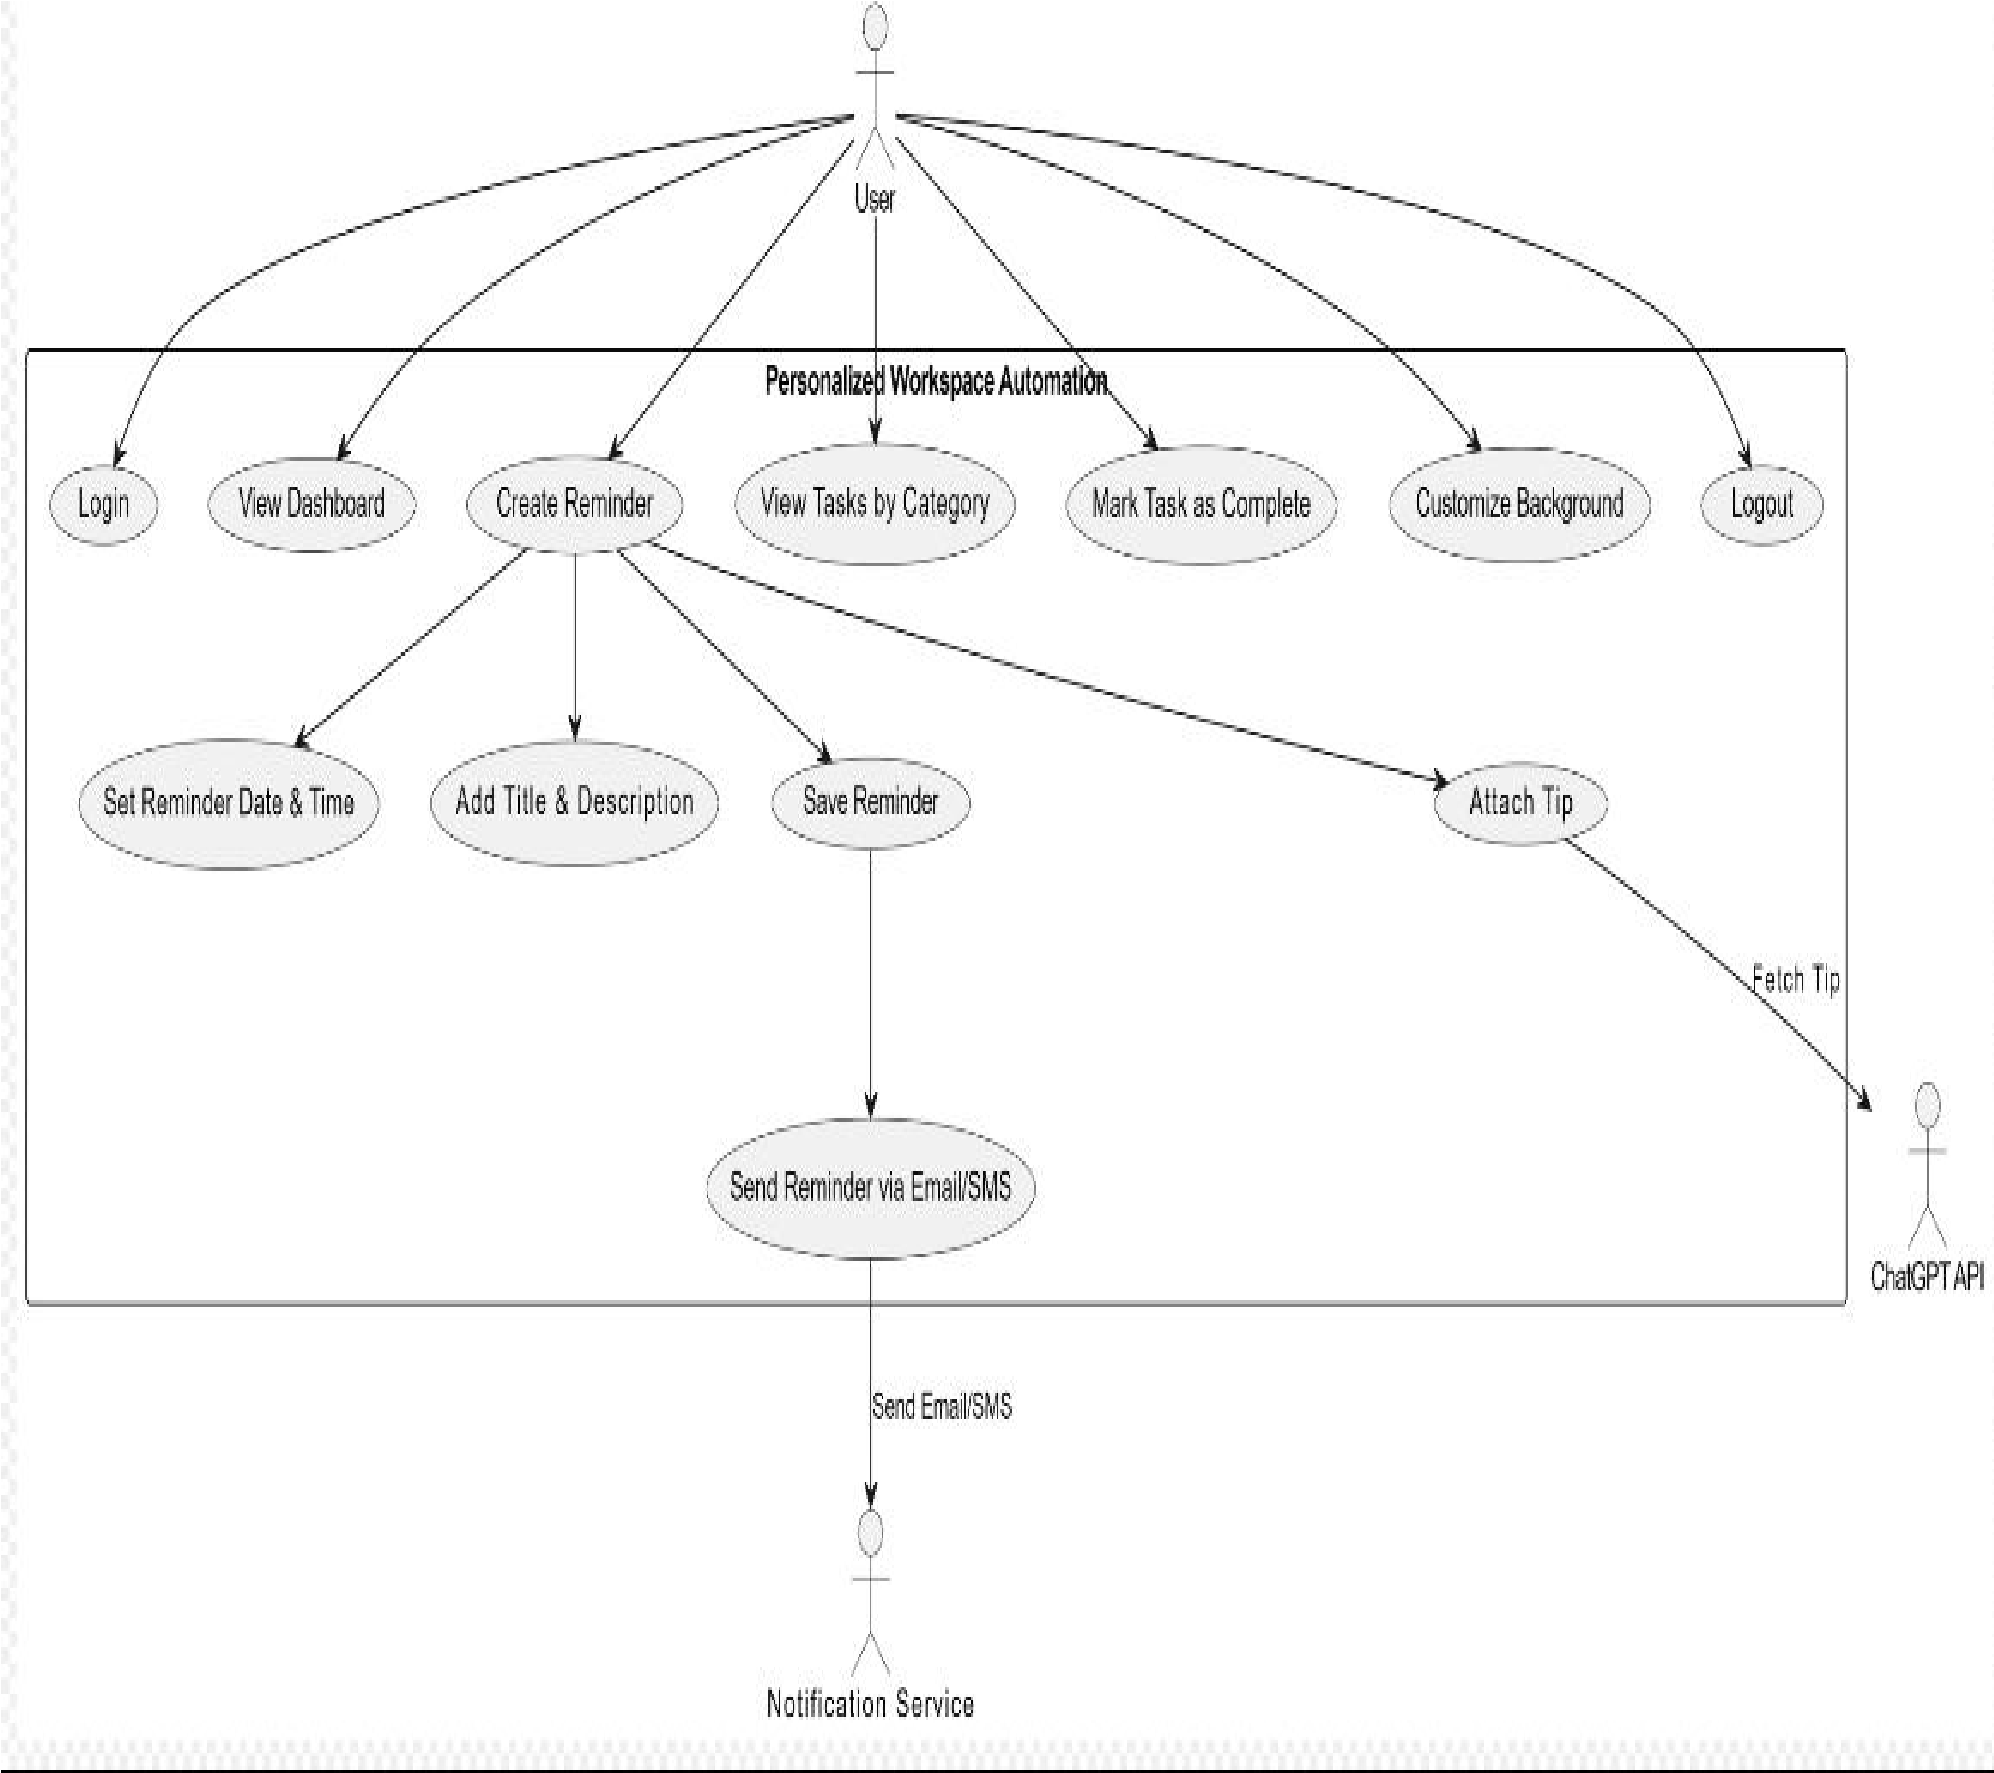 User
Personalized Workspace Automation
Login
View Dashboard
Create Reminder
View Tasks by Category
Mark Task as Complete
Customize Background
Logout
Set Reminder Date & Time
Add Title & Description
Save Reminder
Attach Tip
Fetch Tip
Send Reminder via Email/SMS
ChatGPT API
Send Email/SMS
Notification Service